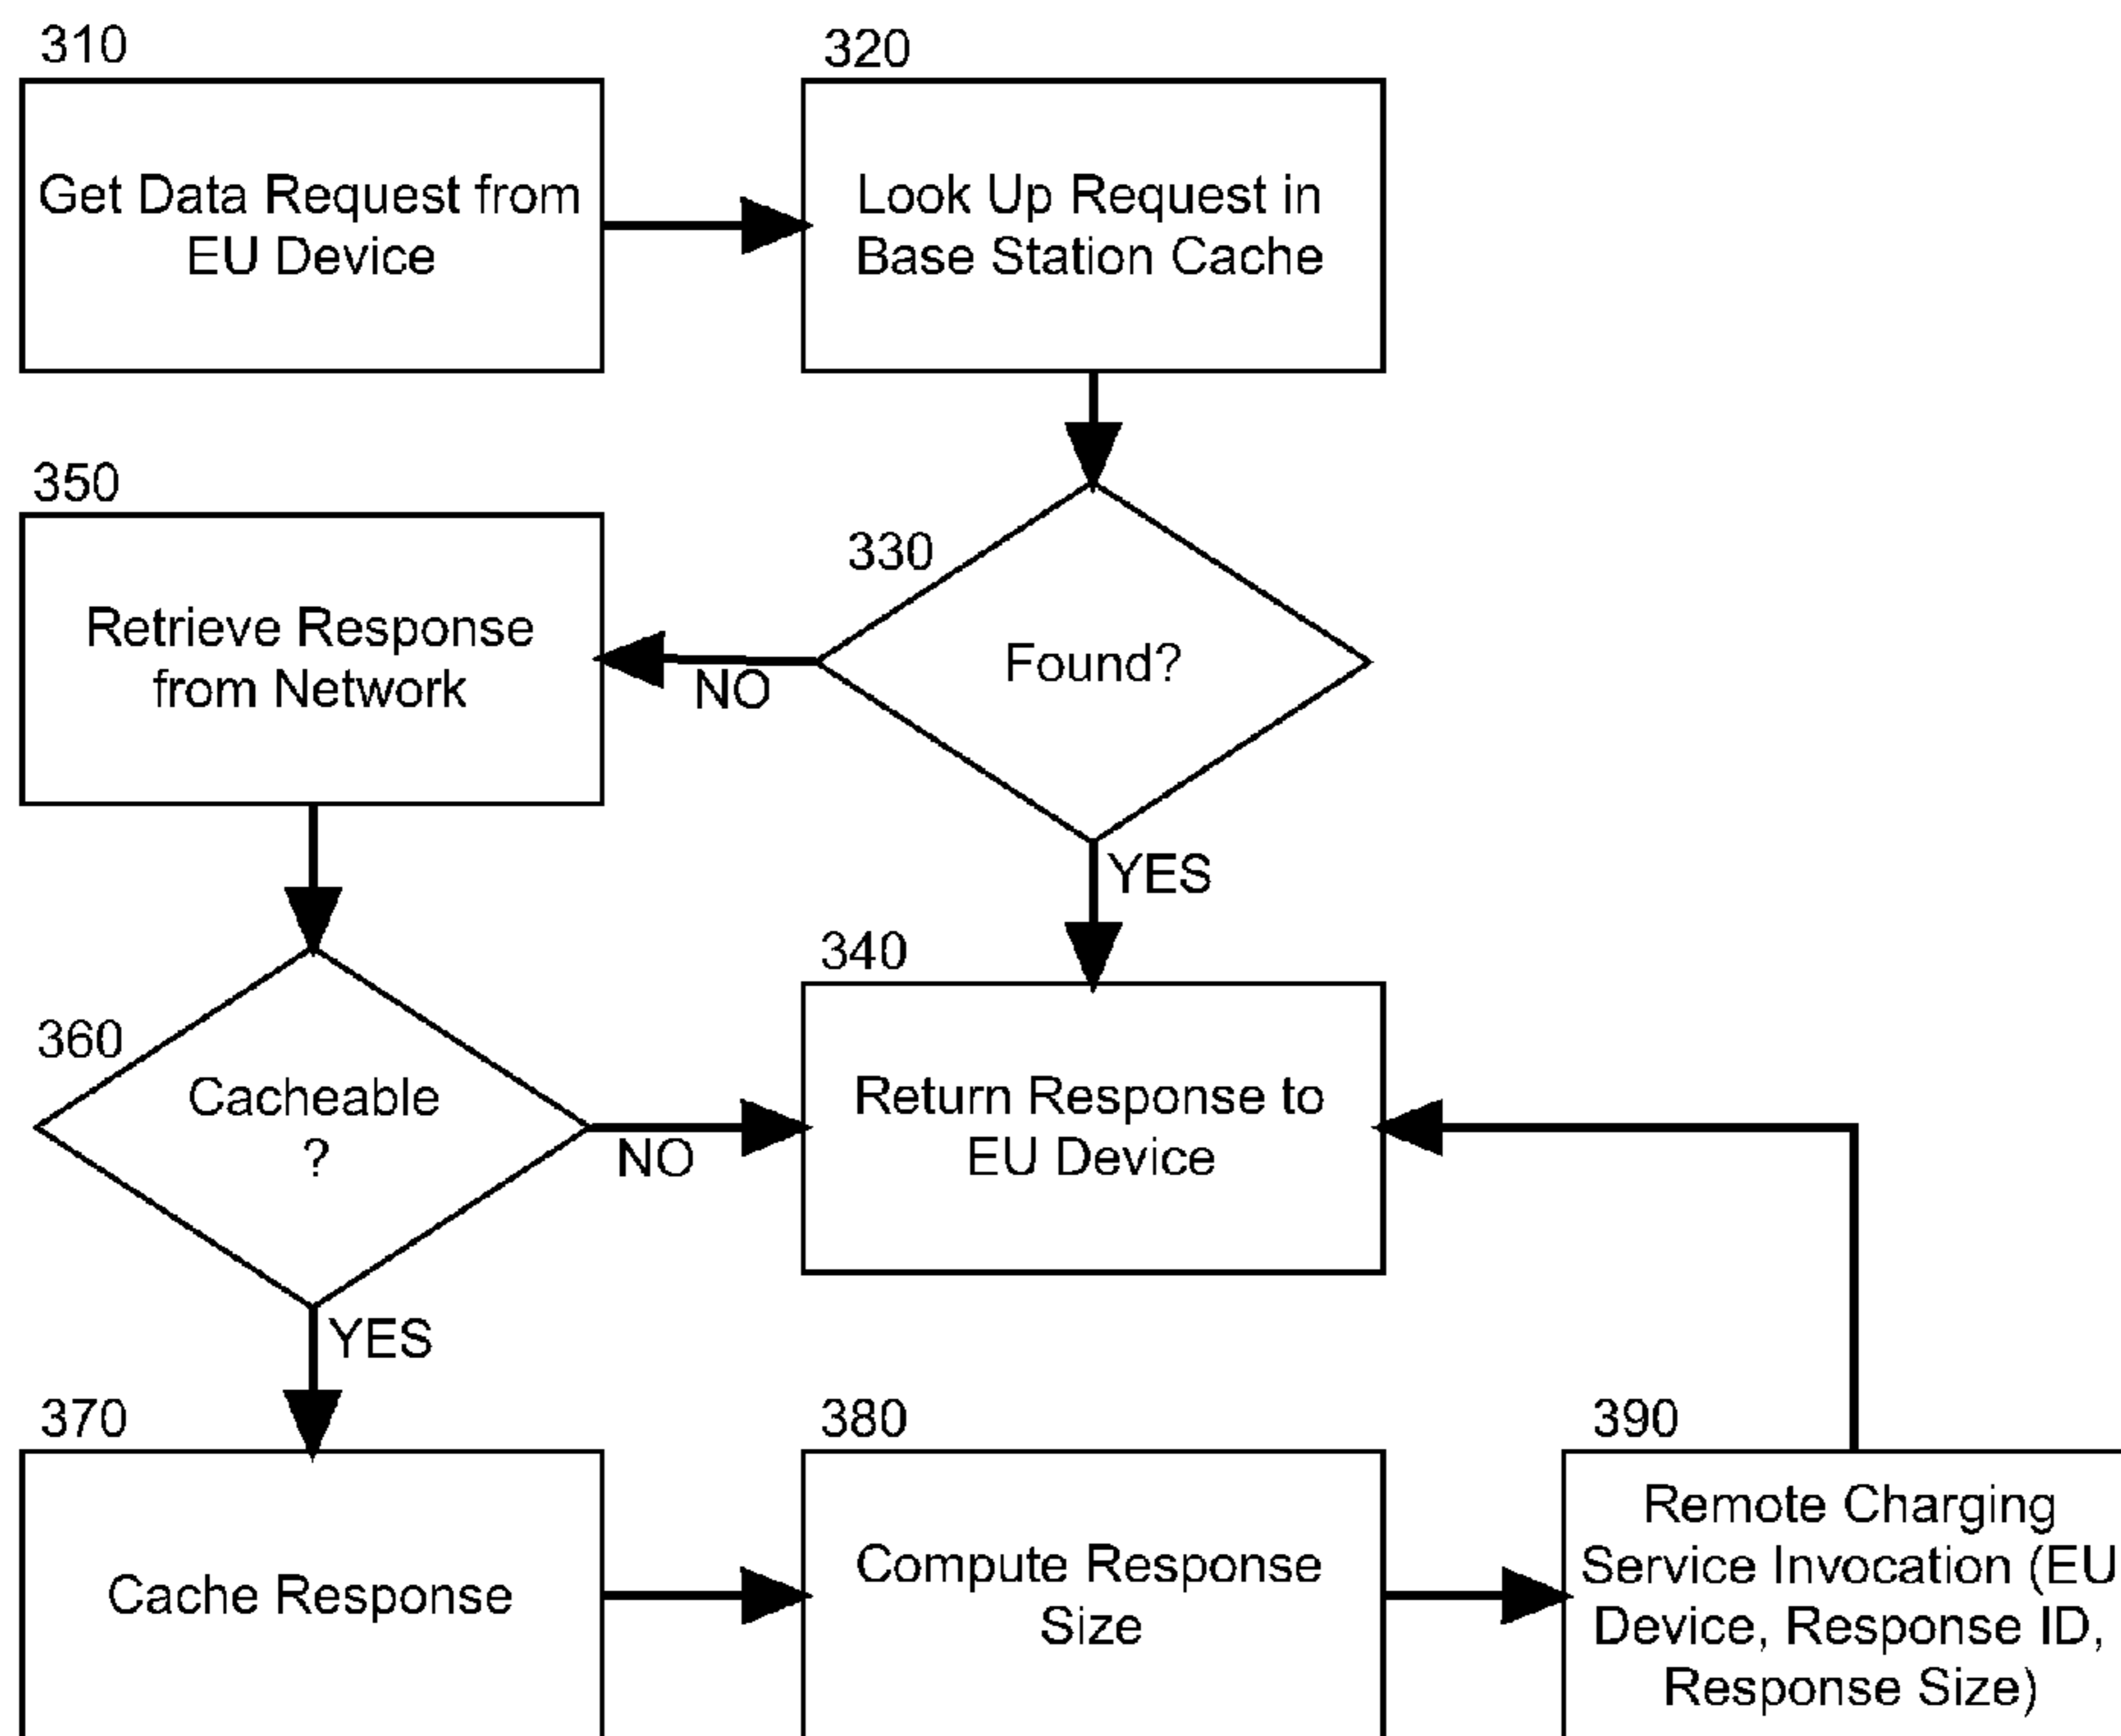 310
Get Data Request from
EU Device
320
Look Up Request in
Base Station Cache
350
Retrieve Response
from Network
330
Found?
NO
YES
340
Return Response to
EU Device
360
Cacheable
?
NO
YES
370
Cache Response
380
Compute Response
Size
390
Remote Charging
Service Invocation (EU
Device, Response ID,
Response Size)